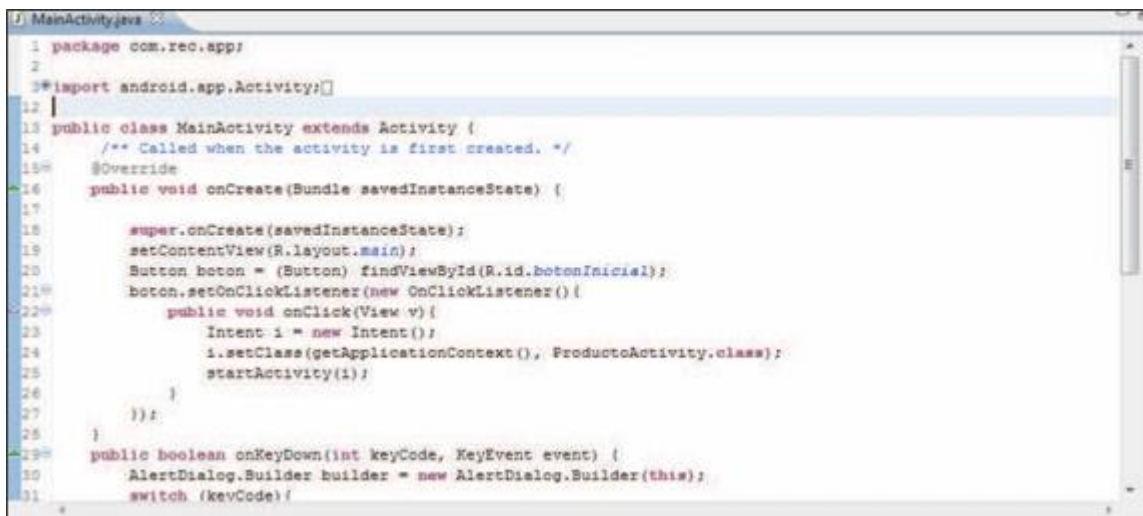 MainActivity.java
1 package com.rec.app;
2
3 import android.app.Activity;
12
13 public class MainActivity extends Activity {
14 /** Called when the activity is first created. */
15 @Override
16 public void onCreate(Bundle savedInstanceState) {
17
18 super.onCreate(savedInstanceState);
19 setContentView(R.layout.main);
20 Button boton = (Button) findViewById(R.id.botonInicial);
21 boton.setOnClickListener(new OnClickListener(){
22 public void onClick(View v){
23 Intent i = new Intent();
24 i.setClass(getApplicationContext(), ProductoActivity.class);
25 startActivity(i);
26 }
27 });
28 }
29 public boolean onKeyDown(int keyCode, KeyEvent event) {
30 AlertDialog.Builder builder = new AlertDialog.Builder(this);
31 switch (keyCode){